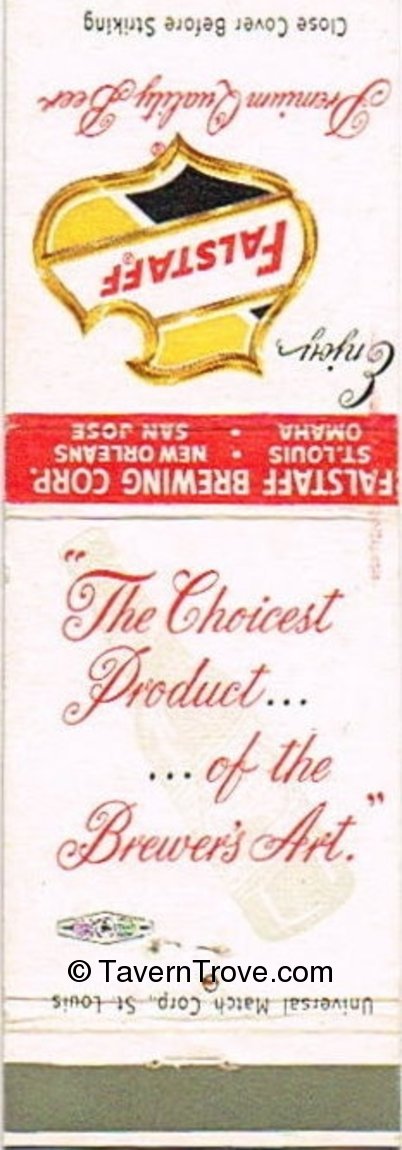 Close Cover Before Striking
Premium Quality Beer
FALSTAFF®
®
Enjoy
FALSTAFF BREWING CORP.
ST. LOUIS • NEW ORLEANS
OMAHA • SAN JOSE
"The Choicest
Product...
...of the
Brewer's Art."
© TavernTrove.com
Universal Match Corp., St. Louis